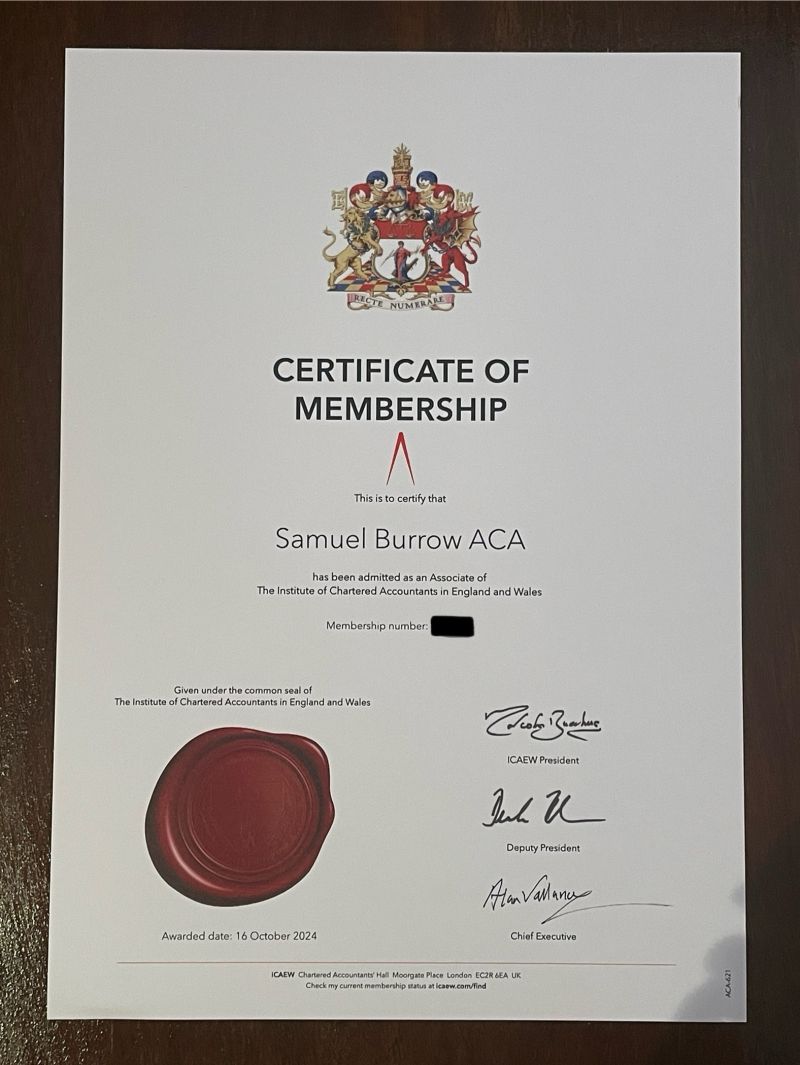 RECTE NUMERARE
CERTIFICATE OF
MEMBERSHIP
This is to certify that
Samuel Burrow ACA
has been admitted as an Associate of
The Institute of Chartered Accountants in England and Wales
Membership number:
Given under the common seal of
The Institute of Chartered Accountants in England and Wales
ICAEW President
Deputy President
Alan Vallance
Chief Executive
Awarded date: 16 October 2024
ICAEW Chartered Accountants' Hall Moorgate Place London EC2R 6EA UK
Check my current membership status at icaew.com/find
ACA-621